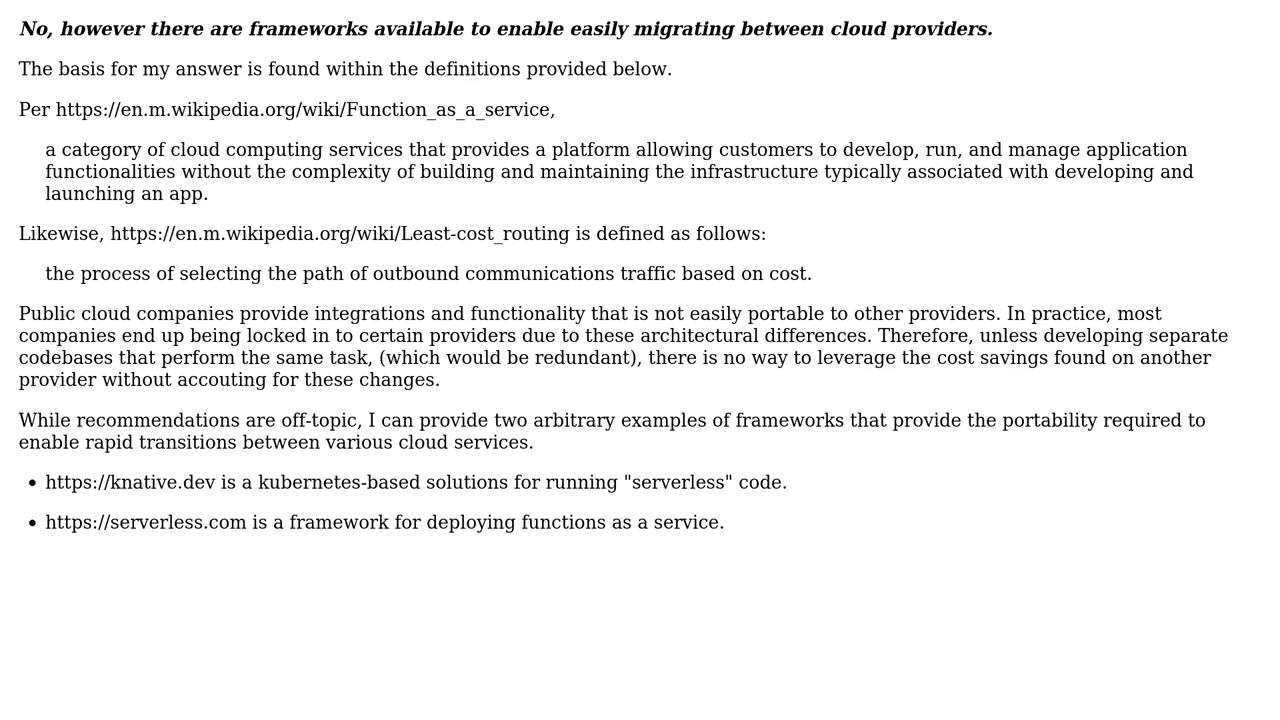 No, however there are frameworks available to enable easily migrating between cloud providers.
The basis for my answer is found within the definitions provided below.
Per https://en.m.wikipedia.org/wiki/Function_as_a_service,
a category of cloud computing services that provides a platform allowing customers to develop, run, and manage application
functionalities without the complexity of building and maintaining the infrastructure typically associated with developing and
launching an app.
Likewise, https://en.m.wikipedia.org/wiki/Least-cost_routing is defined as follows:
the process of selecting the path of outbound communications traffic based on cost.
Public cloud companies provide integrations and functionality that is not easily portable to other providers. In practice, most
companies end up being locked in to certain providers due to these architectural differences. Therefore, unless developing separate
codebases that perform the same task, (which would be redundant), there is no way to leverage the cost savings found on another
provider without accouting for these changes.
While recommendations are off-topic, I can provide two arbitrary examples of frameworks that provide the portability required to
enable rapid transitions between various cloud services.
• https://knative.dev is a kubernetes-based solutions for running "serverless" code.
• https://serverless.com is a framework for deploying functions as a service.